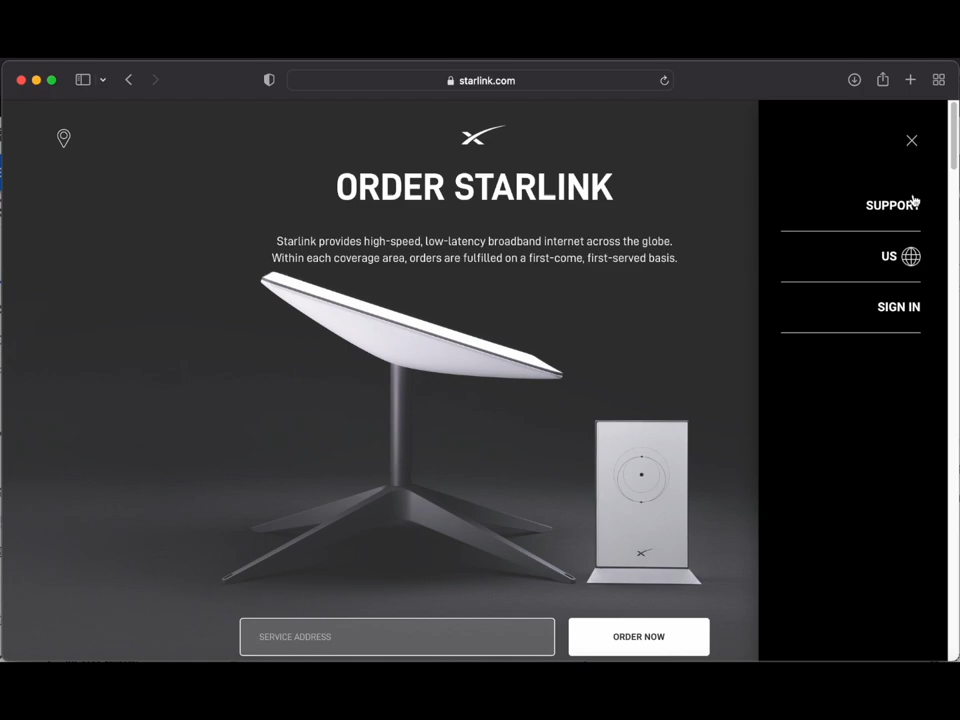 starlink.com
ORDER STARLINK
Starlink provides high-speed, low-latency broadband internet across the globe.
Within each coverage area, orders are fulfilled on a first-come, first-served basis.
SUPPORT
US
SIGN IN
SERVICE ADDRESS
ORDER NOW